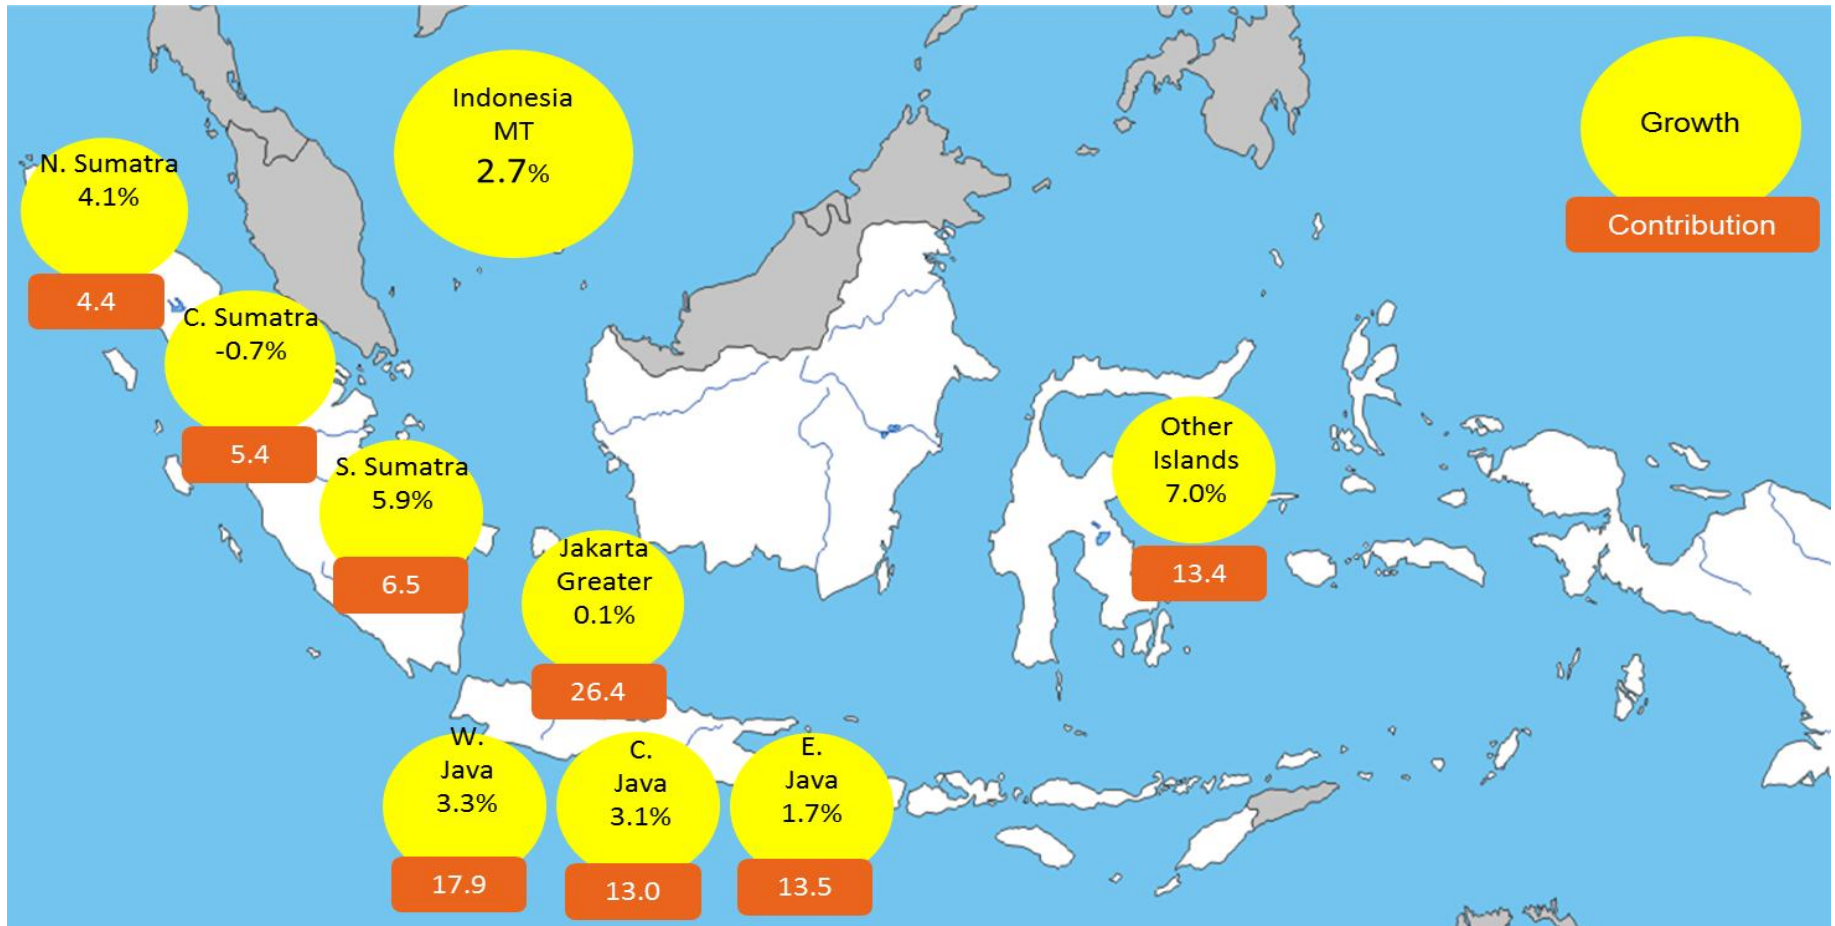 Indonesia
MT
2.7%
Growth
Contribution
N. Sumatra
4.1%
4.4
C. Sumatra
-0.7%
5.4
S. Sumatra
5.9%
6.5
Jakarta
Greater
0.1%
26.4
Other
Islands
7.0%
13.4
W.
Java
3.3%
17.9
C.
Java
3.1%
13.0
E.
Java
1.7%
13.5